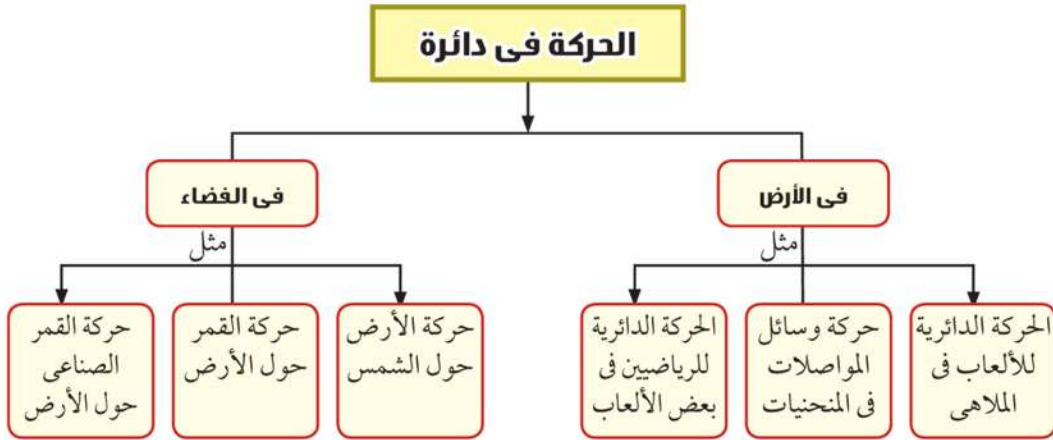 الحركة فى دائرة
فى الأرض
فى الفضاء
مثل
مثل
الحركة الدائرية
للألعاب فى
الملاهى
حركة وسائل
المواصلات
فى المنحنيات
الحركة الدائرية
للرياضيين فى
بعض الألعاب
حركة الأرض
حول الشمس
حركة القمر
حول الأرض
حركة القمر
الصناعى
حول الأرض